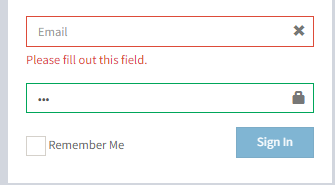 Email
Please fill out this field.
•••
Remember Me
Sign In